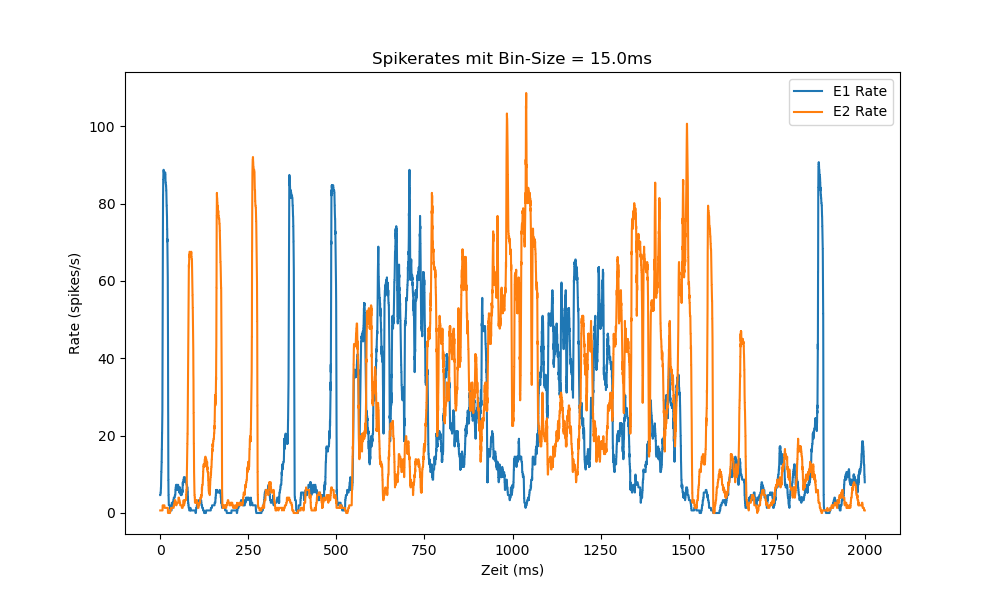 Spikerates mit Bin-Size = 15.0ms
E1 Rate
E2 Rate
Rate (spikes/s)
100
80
60
40
20
0
0 250 500 750 1000 1250 1500 1750 2000
Zeit (ms)